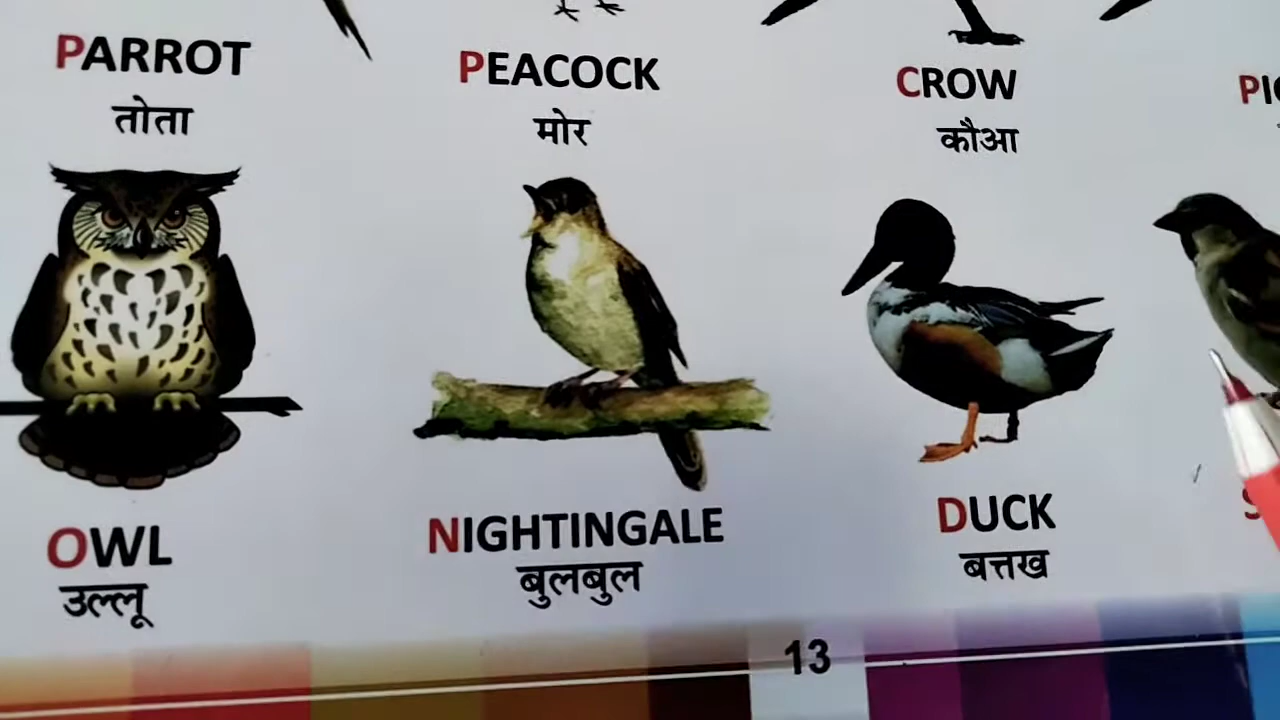 PARROT
तोता
PEACOCK
मोर
CROW
कौआ
OWL
उल्लू
NIGHTINGALE
बुलबुल
DUCK
बत्तख
13